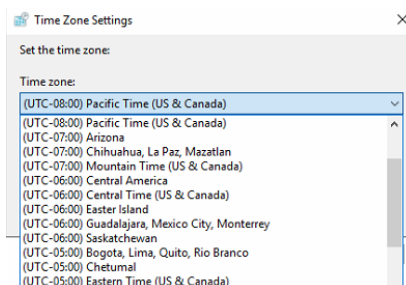 Time Zone Settings
Set the time zone:
Time zone:
(UTC-08:00) Pacific Time (US & Canada)
(UTC-08:00) Pacific Time (US & Canada)
(UTC-07:00) Arizona
(UTC-07:00) Chihuahua, La Paz, Mazatlan
(UTC-07:00) Mountain Time (US & Canada)
(UTC-06:00) Central America
(UTC-06:00) Central Time (US & Canada)
(UTC-06:00) Easter Island
(UTC-06:00) Guadalajara, Mexico City, Monterrey
(UTC-06:00) Saskatchewan
(UTC-05:00) Bogota, Lima, Quito, Rio Branco
(UTC-05:00) Chetumal
(UTC-05:00) Eastern Time (US & Canada)